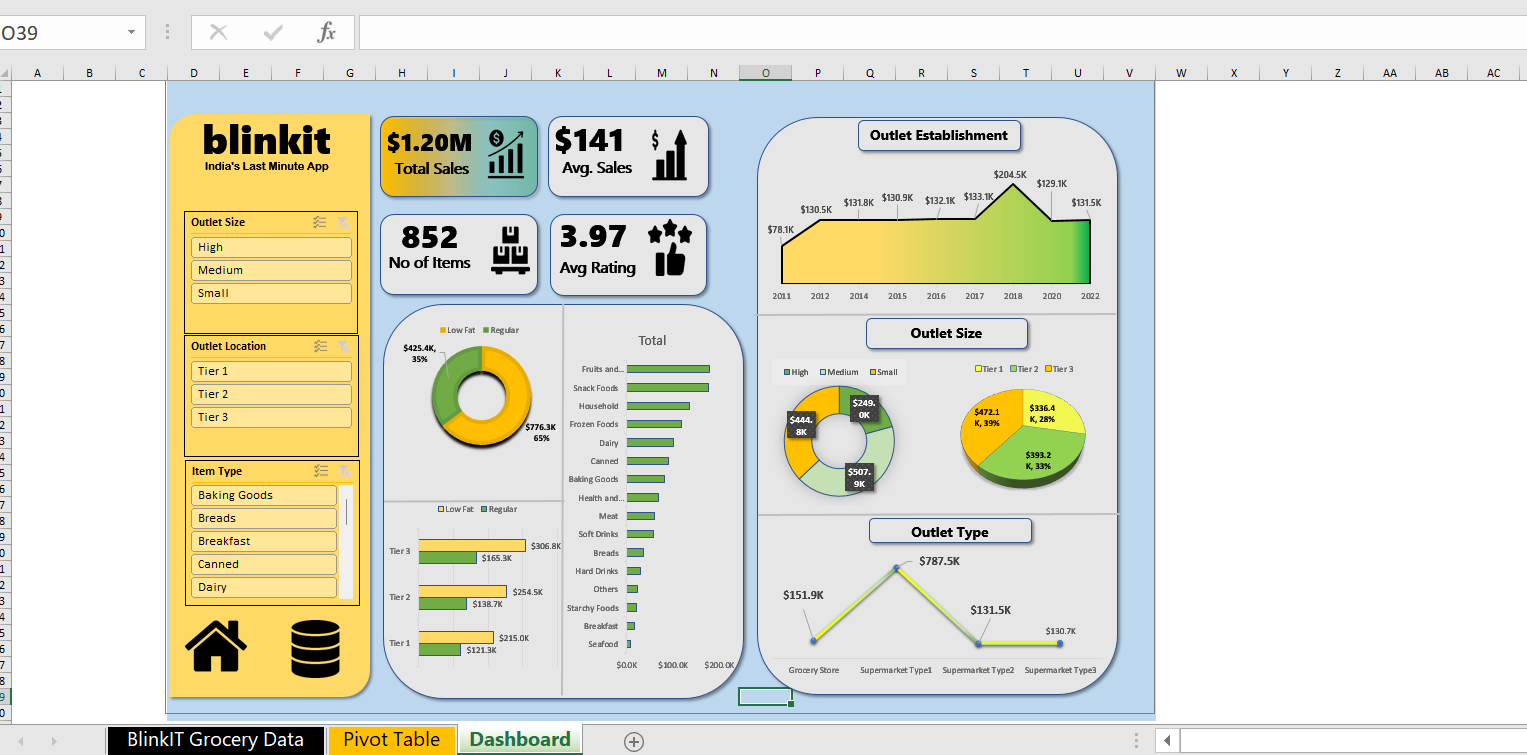 O39
fx
A B C D E F G H I J K L M N O P Q R S T U V W X Y Z AA AB AC
blinkit
India's Last Minute App
Outlet Size
High
Medium
Small
Outlet Location
Tier 1
Tier 2
Tier 3
Item Type
Baking Goods
Breads
Breakfast
Canned
Dairy
$1.20M
Total Sales
$
$141
Avg. Sales
$
852
No of Items
3.97
Avg Rating
Low Fat Regular
$425.4K,
35%
$776.3K
65%
Low Fat Regular
Tier 3
$306.8K
$165.3K
Tier 2
$254.5K
$138.7K
Tier 1
$215.0K
$121.3K
Total
Fruits and...
Snack Foods
Household
Frozen Foods
Dairy
Canned
Baking Goods
Health and...
Meat
Soft Drinks
Breads
Hard Drinks
Others
Starchy Foods
Breakfast
Seafood
$0.0K $100.0K $200.0K
Outlet Establishment
$78.1K
$130.5K
$131.8K
$130.9K
$132.1K
$133.1K
$204.5K
$129.1K
$131.5K
2011 2012 2014 2015 2016 2017 2018 2020 2022
Outlet Size
High Medium Small
$249.
0K
$444.
8K
$507.
9K
Tier 1 Tier 2 Tier 3
$472.1
K, 39%
$336.4
K, 28%
$393.2
K, 33%
Outlet Type
$151.9K
$787.5K
$131.5K
$130.7K
Grocery Store Supermarket Type1 Supermarket Type2 Supermarket Type3
BlinkIT Grocery Data Pivot Table Dashboard